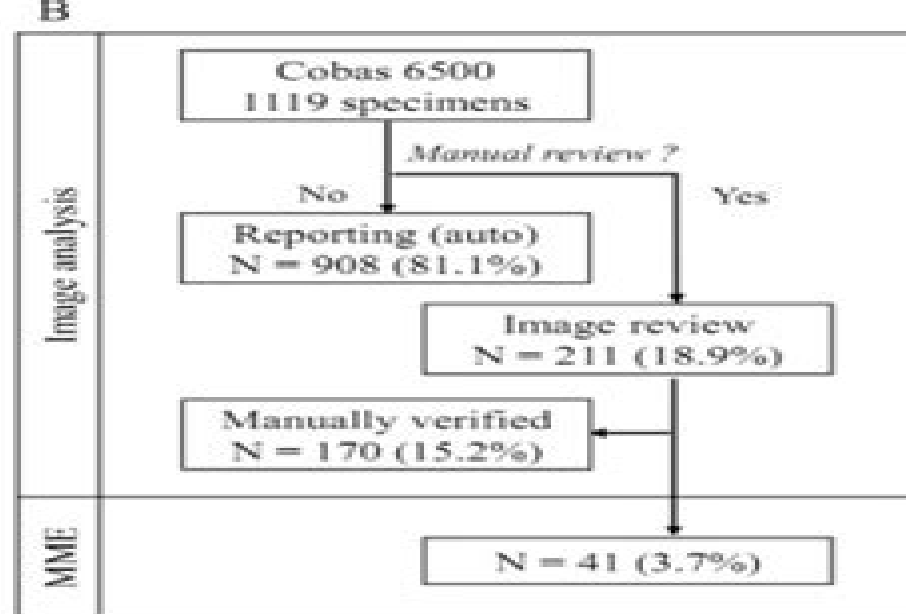 B
Cobas 6500
1119 specimens
Manual review ?
No
Yes
Reporting (auto)
N = 908 (81.1%)
Image analysis
Image review
N = 211 (18.9%)
Manually verified
N = 170 (15.2%)
MME
N = 41 (3.7%)